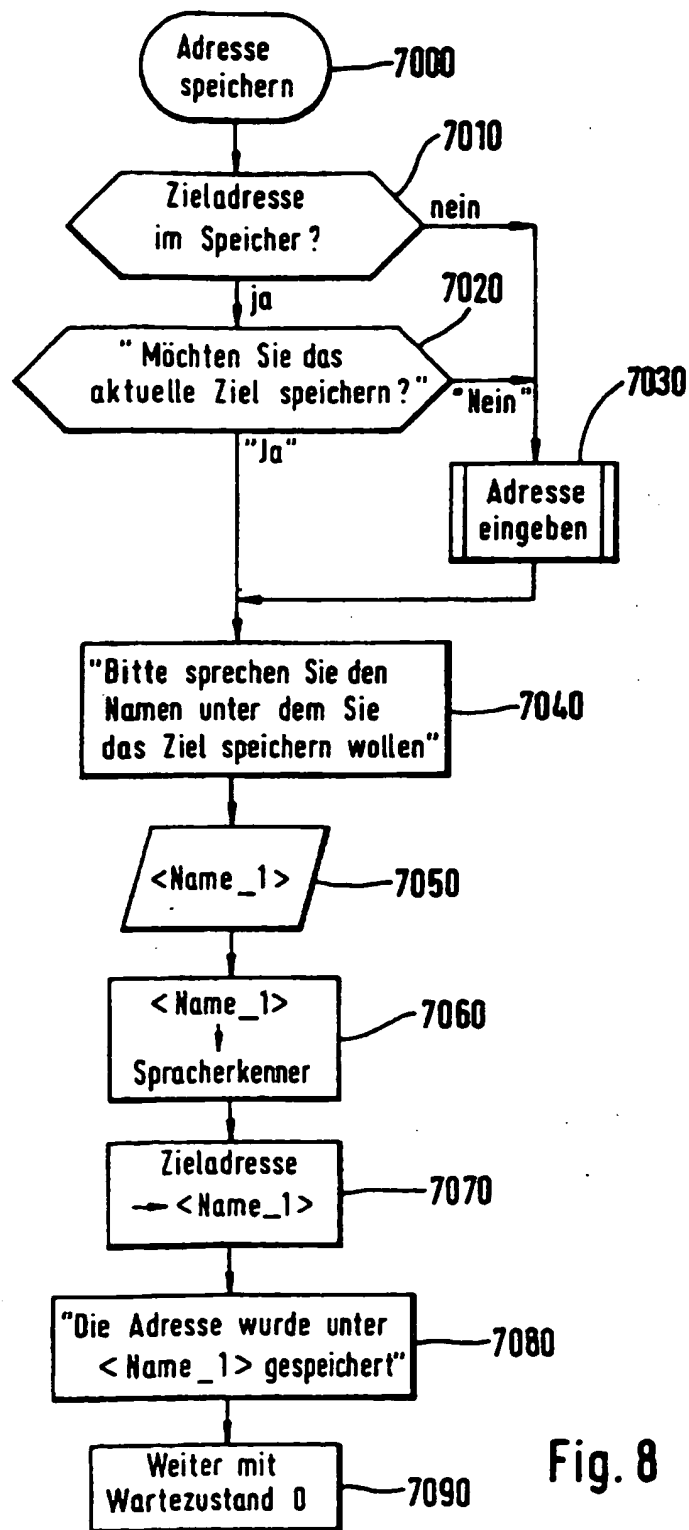 Adresse
speichern
7000
7010
Zieladresse
im Speicher ?
nein
ja
7020
" Möchten Sie das
aktuelle Ziel speichern ?"
"Nein"
"Ja"
7030
Adresse
eingeben
"Bitte sprechen Sie den
Namen unter dem Sie
das Ziel speichern wollen"
7040
<Name_1>
7050
<Name_1>
Spracherkenner
7060
Zieladresse
<Name_1>
7070
"Die Adresse wurde unter
<Name_1> gespeichert"
7080
Weiter mit
Wartezustand 0
7090
Fig. 8